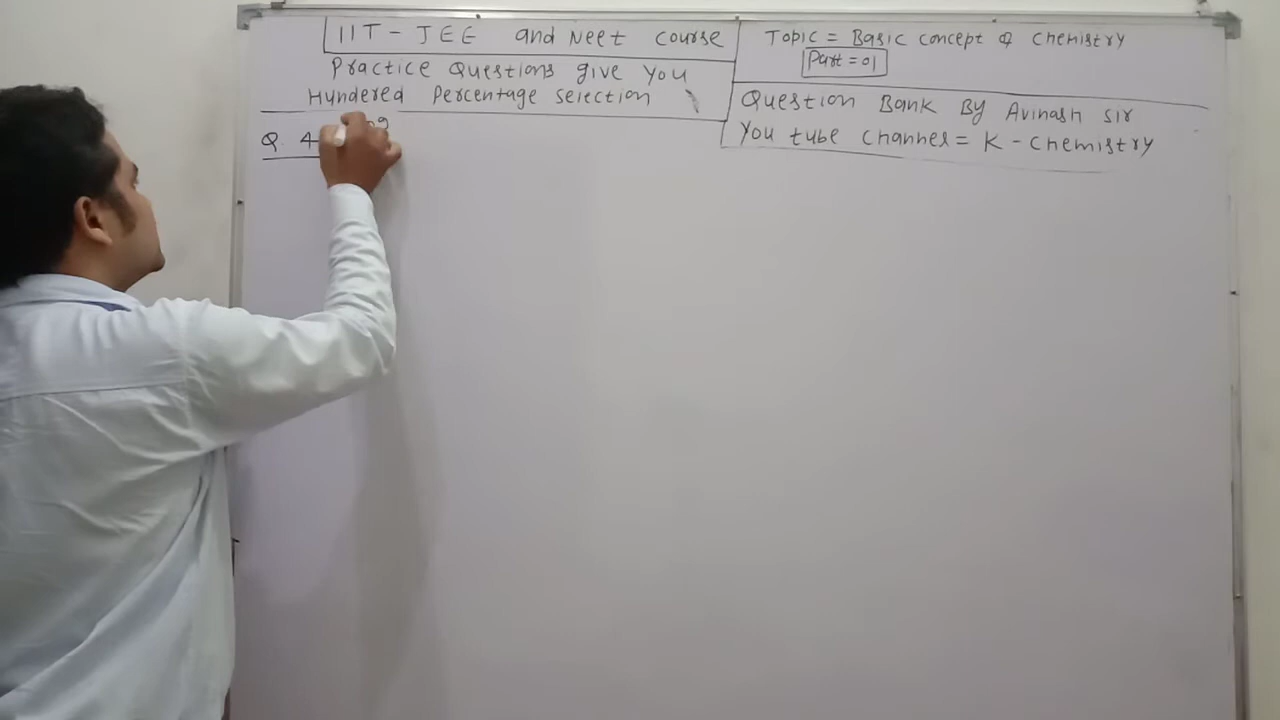 IIT - JEE and Neet course
Practice Questions give You
Hundered Percentage selection
Topic = Basic concept of chemistry
Part = 01
Question Bank By Avinash sir
You tube channel = K - chemistry
Q. 4